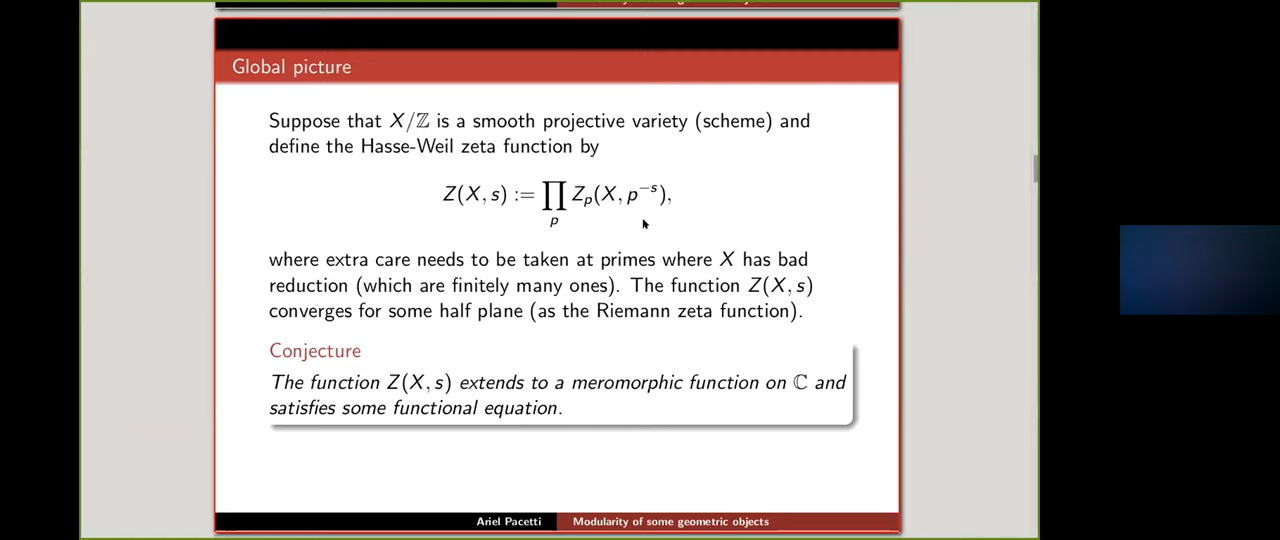 Global picture
Suppose that X/ℤ is a smooth projective variety (scheme) and
define the Hasse-Weil zeta function by
Z(X, s) := ∏ₚ Zₚ(X, p⁻ˢ),
where extra care needs to be taken at primes where X has bad
reduction (which are finitely many ones). The function Z(X, s)
converges for some half plane (as the Riemann zeta function).
Conjecture
The function Z(X, s) extends to a meromorphic function on ℂ and
satisfies some functional equation.
Ariel Pacetti Modularity of some geometric objects